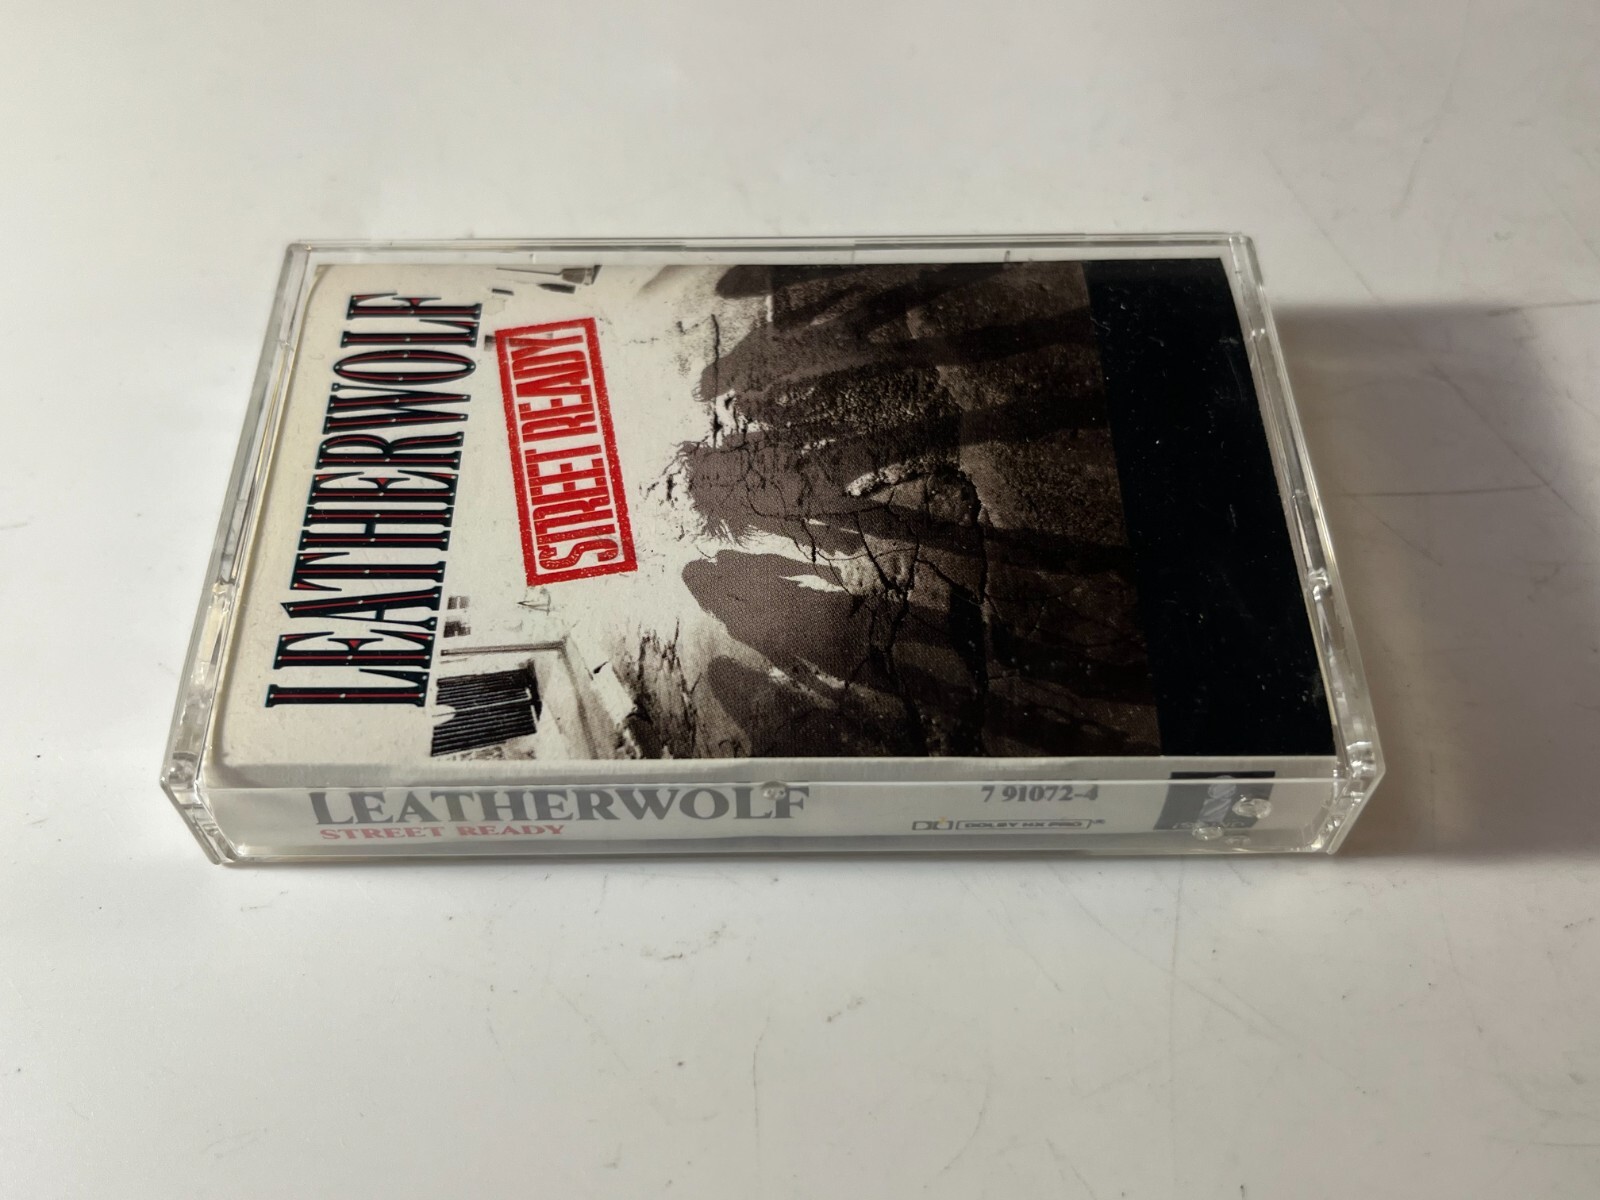 LEATHERWOLF
STREET READY
LEATHERWOLF
STREET READY
7 91072-4
DOLBY HX PRO